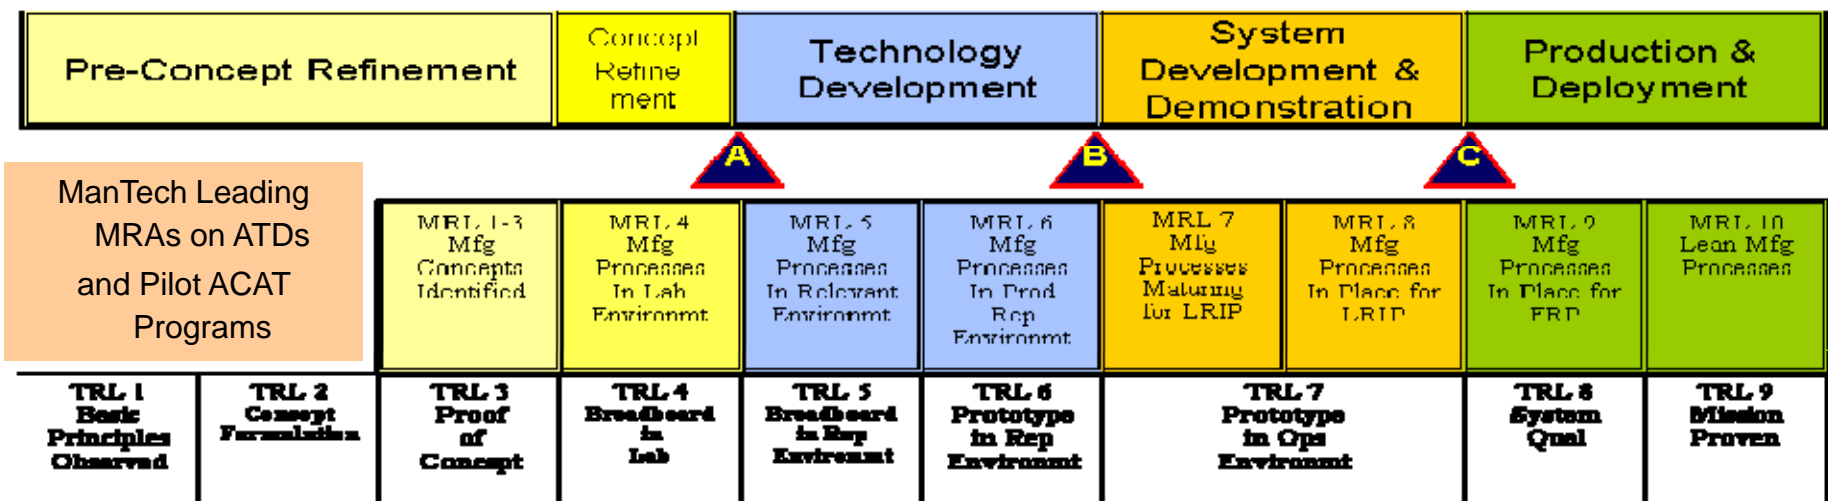 Pre-Concept Refinement
Concept
Refine
ment
Technology
Development
System
Development &
Demonstration
Production &
Deployment
A
B
C
ManTech Leading
MRAs on ATDs
and Pilot ACAT
Programs
MRL 1-3
Mfg
Concepts
Identified
MRL 4
Mfg
Processes
In Lab
Environmt
MRL 5
Mfg
Processes
In Relevant
Environmt
MRL 6
Mfg
Processes
In Prod
Rep
Environmt
MRL 7
Mfg
Processes
Maturing
for LRIP
MRL 8
Mfg
Processes
In Place for
LRIP
MRL 9
Mfg
Processes
In Place for
FRP
MRL 10
Lean Mfg
Processes
TRL 1
Basic
Principles
Observed
TRL 2
Concept
Formulation
TRL 3
Proof
of
Concept
TRL 4
Breadboard
in
Lab
TRL 5
Breadboard
in Rep
Environmt
TRL 6
Prototype
in Rep
Environmt
TRL 7
Prototype
in Ops
Environmt
TRL 8
System
Qual
TRL 9
Mission
Proven